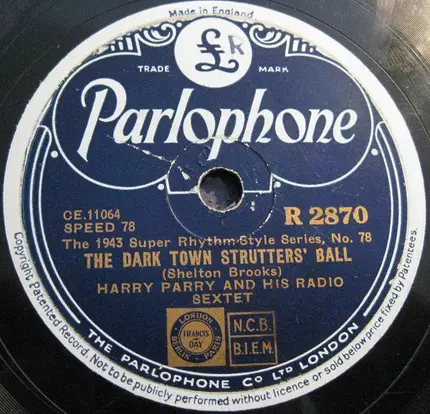 Made in England
£ R
TRADE MARK
Parlophone
CE.11064
SPEED 78
R 2870
The 1943 Super Rhythm-Style Series, No. 78
THE DARK TOWN STRUTTERS' BALL
(Shelton Brooks)
HARRY PARRY AND HIS RADIO
SEXTET
LONDON
FRANCIS
DAY
BERLIN PARIS
N.C.B.
B.I.E.M.
THE PARLOPHONE CO LTD LONDON
Copyright Patented Record. Not to be publicly performed without licence or sold below price fixed by Patentees.